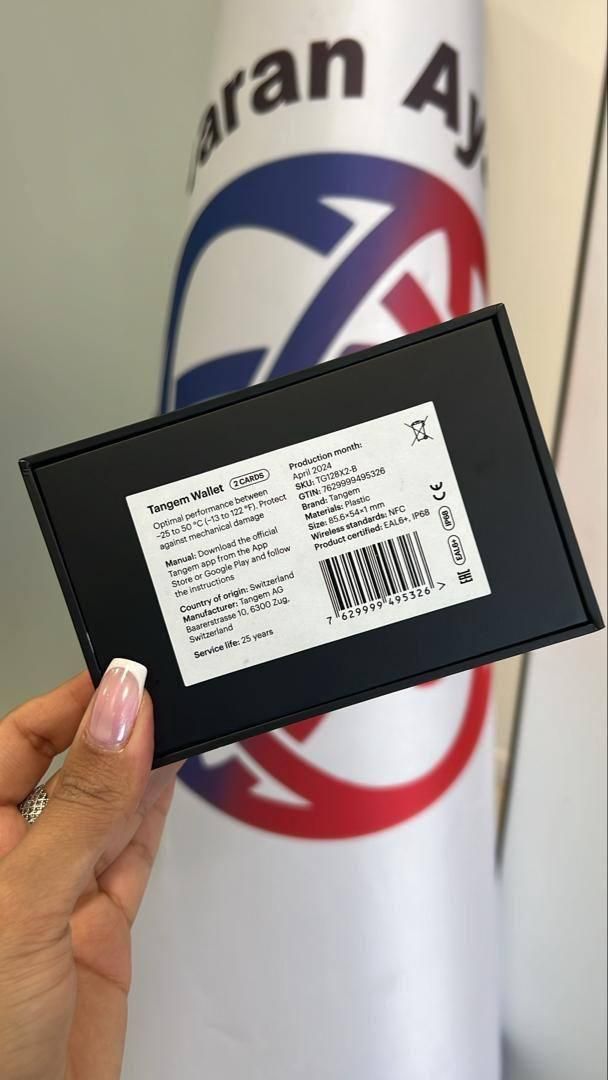 aran Ay
Tangem Wallet 2 CARDS
Optimal performance between
-25 to 50 °C (-13 to 122 °F). Protect
against mechanical damage
Manual: Download the official
Tangem app from the App
Store or Google Play and follow
the instructions
Country of origin: Switzerland
Manufacturer: Tangem AG
Baarerstrasse 10, 6300 Zug,
Switzerland
Service life: 25 years
Production month:
April 2024
SKU: TG128X2-B
GTIN: 7629999495326
Brand: Tangem
Materials: Plastic
Size: 85.6×54×1 mm
Wireless standards: NFC
Product certified: EAL6+, IP68
7 629999 495326 >
CE
IP68
EAL6+
EAC